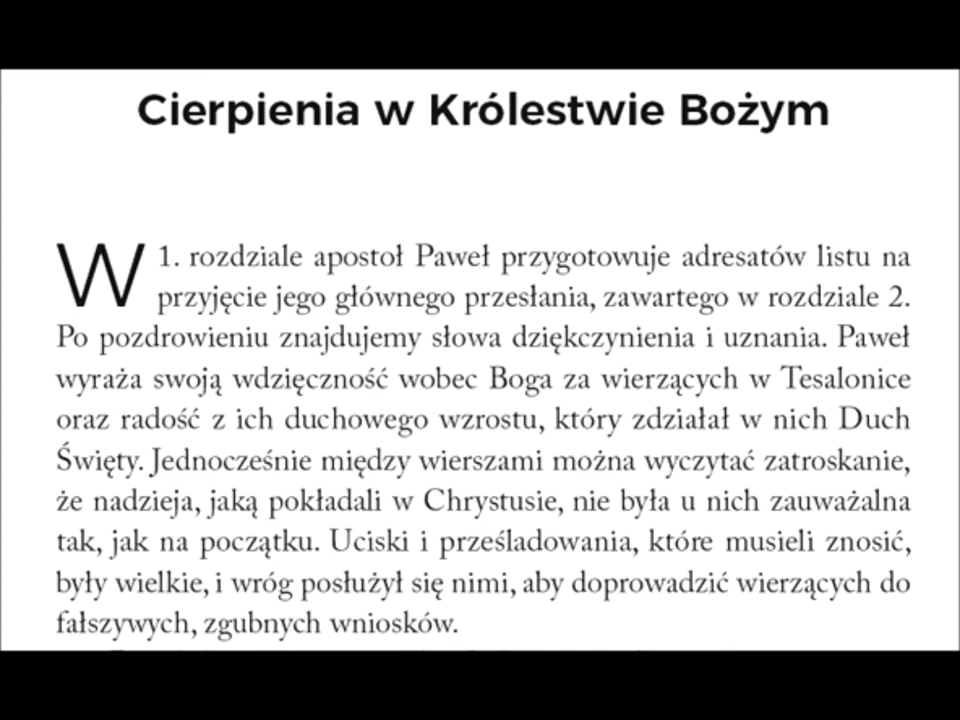 Cierpienia w Królestwie Bożym
W 1. rozdziale apostoł Paweł przygotowuje adresatów listu na
przyjęcie jego głównego przesłania, zawartego w rozdziale 2.
Po pozdrowieniu znajdujemy słowa dziękczynienia i uznania. Paweł
wyraża swoją wdzięczność wobec Boga za wierzących w Tesalonice
oraz radość z ich duchowego wzrostu, który zdziałał w nich Duch
Święty. Jednocześnie między wierszami można wyczytać zatroskanie,
że nadzieja, jaką pokładali w Chrystusie, nie była u nich zauważalna
tak, jak na początku. Uciski i prześladowania, które musieli znosić,
były wielkie, i wróg posłużył się nimi, aby doprowadzić wierzących do
fałszywych, zgubnych wniosków.